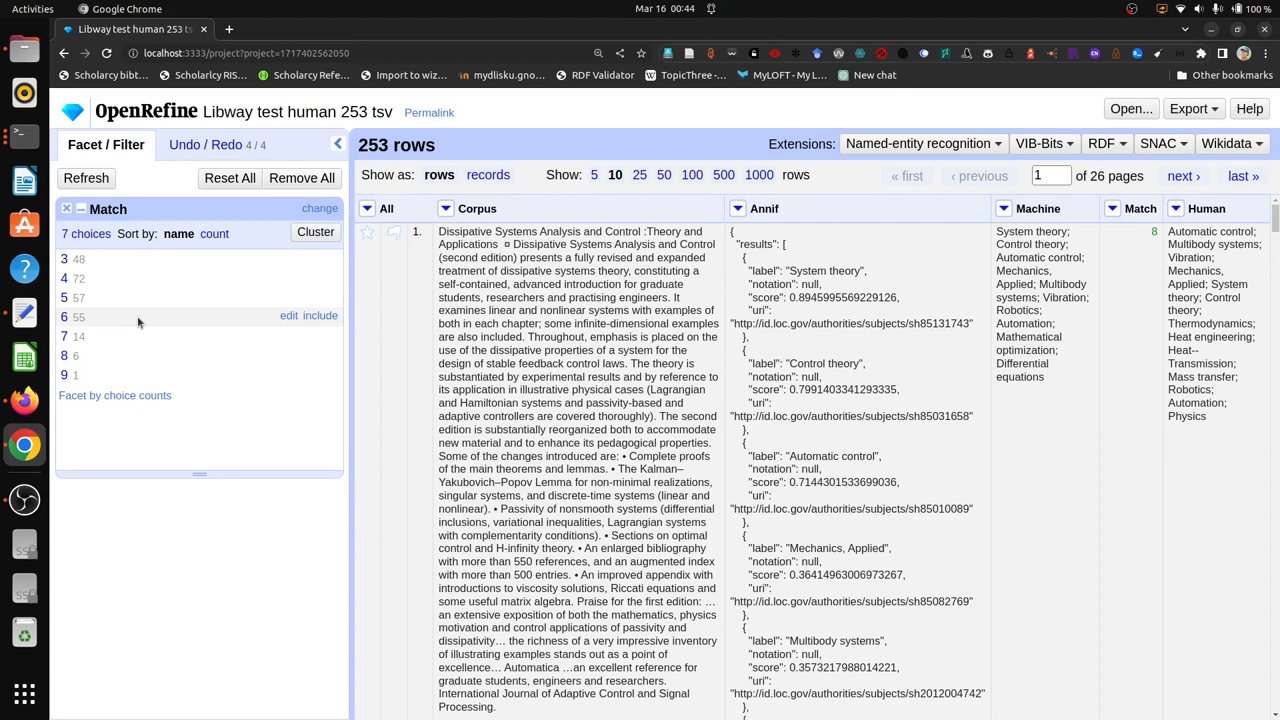 Activities
Google Chrome
Mar 16 00:44
100 %
Libway test human 253 ts
localhost:3333/project?project=1717402562050
Scholarcy bibt...
Scholarcy RIS...
Scholarcy Refe...
Import to wiz...
mydlisku.gno...
RDF Validator
TopicThree...
MyLOFT - My L...
New chat
Other bookmarks
OpenRefine Libway test human 253 tsv Permalink
Open...
Export
Help
Facet / Filter
Undo / Redo 4 / 4
Refresh
Reset All
Remove All
Match
change
7 choices Sort by: name count
Cluster
3 48
4 72
5 57
6 55
edit include
7 14
8 6
9 1
Facet by choice counts
253 rows
Extensions: Named-entity recognition VIB-Bits RDF SNAC Wikidata
Show as: rows records Show: 5 10 25 50 100 500 1000 rows
« first ‹ previous 1 of 26 pages next › last »
All
Corpus
Annif
Machine
Match
Human
1.
Dissipative Systems Analysis and Control :Theory and
Applications ¤ Dissipative Systems Analysis and Control
(second edition) presents a fully revised and expanded
treatment of dissipative systems theory, constituting a
self-contained, advanced introduction for graduate
students, researchers and practising engineers. It
examines linear and nonlinear systems with examples of
both in each chapter; some infinite-dimensional examples
are also included. Throughout, emphasis is placed on the
use of the dissipative properties of a system for the
design of stable feedback control laws. The theory is
substantiated by experimental results and by reference to
its application in illustrative physical cases (Lagrangian
and Hamiltonian systems and passivity-based and
adaptive controllers are covered thoroughly). The second
edition is substantially reorganized both to accommodate
new material and to enhance its pedagogical properties.
Some of the changes introduced are: • Complete proofs
of the main theorems and lemmas. • The Kalman–
Yakubovich–Popov Lemma for non-minimal realizations,
singular systems, and discrete-time systems (linear and
nonlinear). • Passivity of nonsmooth systems (differential
inclusions, variational inequalities, Lagrangian systems
with complementarity conditions). • Sections on optimal
control and H-infinity theory. • An enlarged bibliography
with more than 550 references, and an augmented index
with more than 500 entries. • An improved appendix with
introductions to viscosity solutions, Riccati equations and
some useful matrix algebra. Praise for the first edition: …
an extensive exposition of both the mathematics, physics
motivation and control applications of passivity and
dissipativity… the richness of a very impressive inventory
of illustrating examples stands out as a point of
excellence… Automatica …an excellent reference for
graduate students, engineers and researchers.
International Journal of Adaptive Control and Signal
Processing.
{
"results": [
{
"label": "System theory",
"notation": null,
"score": 0.8945995569229126,
"uri":
"http://id.loc.gov/authorities/subjects/sh85131743"
},
{
"label": "Control theory",
"notation": null,
"score": 0.7991403341293335,
"uri":
"http://id.loc.gov/authorities/subjects/sh85031658"
},
{
"label": "Automatic control",
"notation": null,
"score": 0.7144301533699036,
"uri":
"http://id.loc.gov/authorities/subjects/sh85010089"
},
{
"label": "Mechanics, Applied",
"notation": null,
"score": 0.36414963006973267,
"uri":
"http://id.loc.gov/authorities/subjects/sh85082769"
},
{
"label": "Multibody systems",
"notation": null,
"score": 0.3573217988014221,
"uri":
"http://id.loc.gov/authorities/subjects/sh2012004742"
},
{
System theory;
Control theory;
Automatic control;
Mechanics,
Applied; Multibody
systems; Vibration;
Robotics;
Automation;
Mathematical
optimization;
Differential
equations
8
Automatic control;
Multibody systems;
Vibration;
Mechanics,
Applied; System
theory; Control
theory;
Thermodynamics;
Heat engineering;
Heat--
Transmission;
Mass transfer;
Robotics;
Automation;
Physics